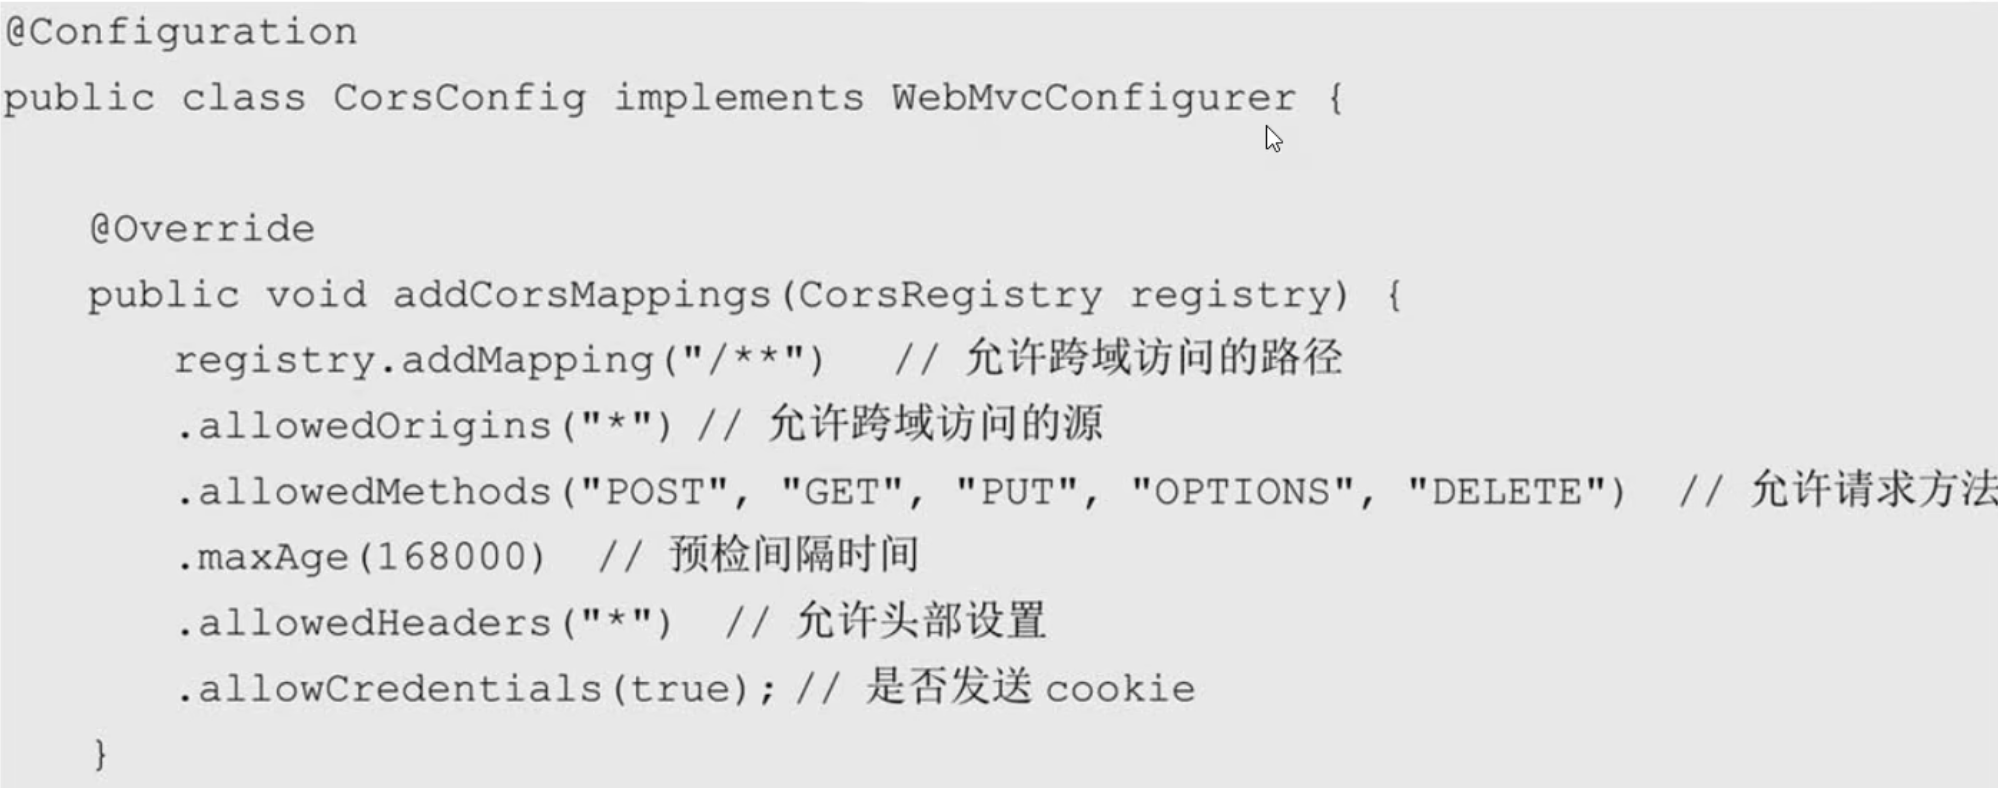 @Configuration
public class CorsConfig implements WebMvcConfigurer {
@Override
public void addCorsMappings(CorsRegistry registry) {
registry.addMapping("/**")   // 允许跨域访问的路径
.allowedOrigins("*") // 允许跨域访问的源
.allowedMethods("POST", "GET", "PUT", "OPTIONS", "DELETE")  // 允许请求方法
.maxAge(168000)  // 预检间隔时间
.allowedHeaders("*")  // 允许头部设置
.allowCredentials(true); // 是否发送 cookie
}